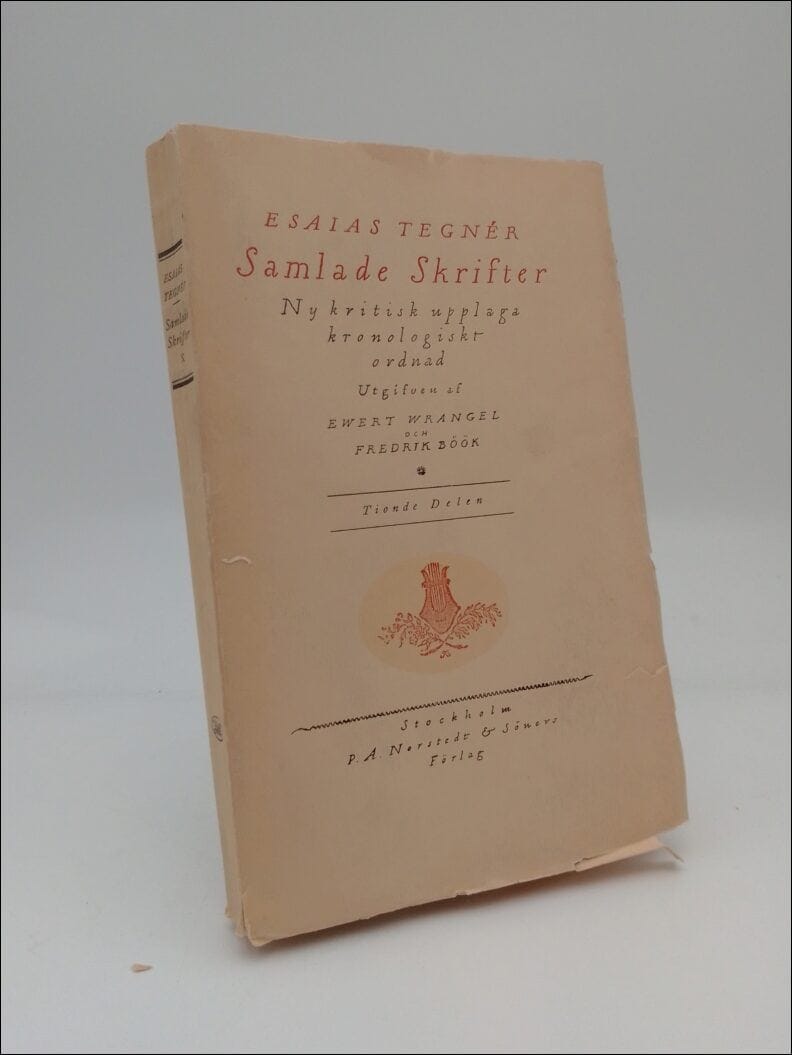 ESAIAS TEGNÉR
Samlade Skrifter
Ny kritisk upplaga
kronologiskt
ordnad
Utgifven af
EWERT WRANGEL
OCH
FREDRIK BÖÖK
Tionde Delen
Stockholm
P. A. Norstedt & Söners
Förlag
ESAIAS
TEGNÉR
Samlade
Skrifter
X